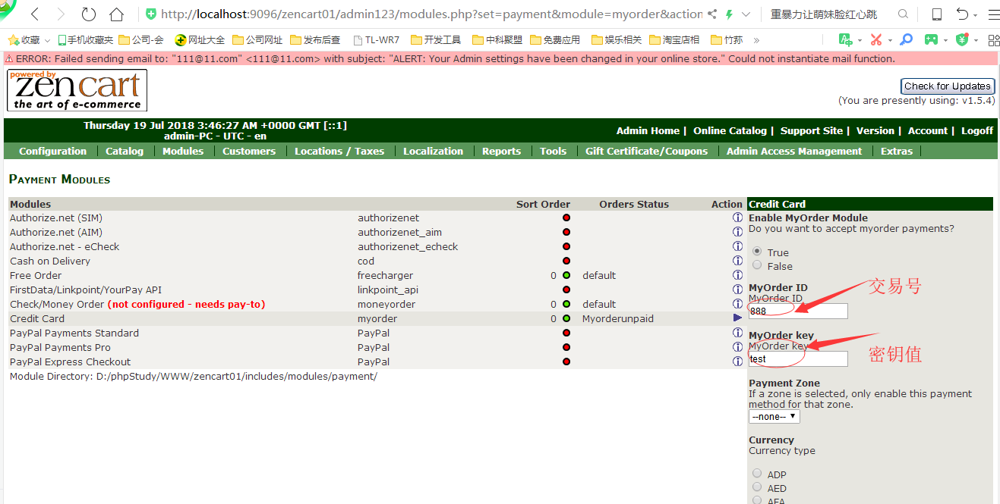 http://localhost:9096/zencart01/admin123/modules.php?set=payment&module=myorder&action
重暴力让萌妹脸红心跳
收藏 手机收藏夹 公司-会 网址大全 公司网址 发布后查 TL-WR7 开发工具 中科聚盟 免费应用 娱乐相关 淘宝店相 竹荪 »
ERROR: Failed sending email to: "111@11.com" <111@11.com> with subject: "ALERT: Your Admin settings have been changed in your online store." Could not instantiate mail function.
powered by
zen cart
the art of e-commerce
Check for Updates
(You are presently using: v1.5.4)
Thursday 19 Jul 2018 3:46:27 AM +0000 GMT [::1]
admin-PC - UTC - en
Admin Home | Online Catalog | Support Site | Version | Account | Logoff
Configuration Catalog Modules Customers Locations / Taxes Localization Reports Tools Gift Certificate/Coupons Admin Access Management Extras
Payment Modules
Modules Sort Order Orders Status Action
Authorize.net (SIM) authorizenet
Authorize.net (AIM) authorizenet_aim
Authorize.net - eCheck authorizenet_echeck
Cash on Delivery cod
Free Order freecharger 0 default
FirstData/Linkpoint/YourPay API linkpoint_api
Check/Money Order (not configured - needs pay-to) moneyorder 0 default
Credit Card myorder 0 Myorderunpaid
PayPal Payments Standard PayPal
PayPal Payments Pro PayPal
PayPal Express Checkout PayPal
Module Directory: D:/phpStudy/WWW/zencart01/includes/modules/payment/
Credit Card
Enable MyOrder Module
Do you want to accept myorder payments?
True
False
MyOrder ID
MyOrder ID
888
交易号
MyOrder key
MyOrder key
test
密钥值
Payment Zone
If a zone is selected, only enable this payment
method for that zone.
--none--
Currency
Currency type
ADP
AED
AFA